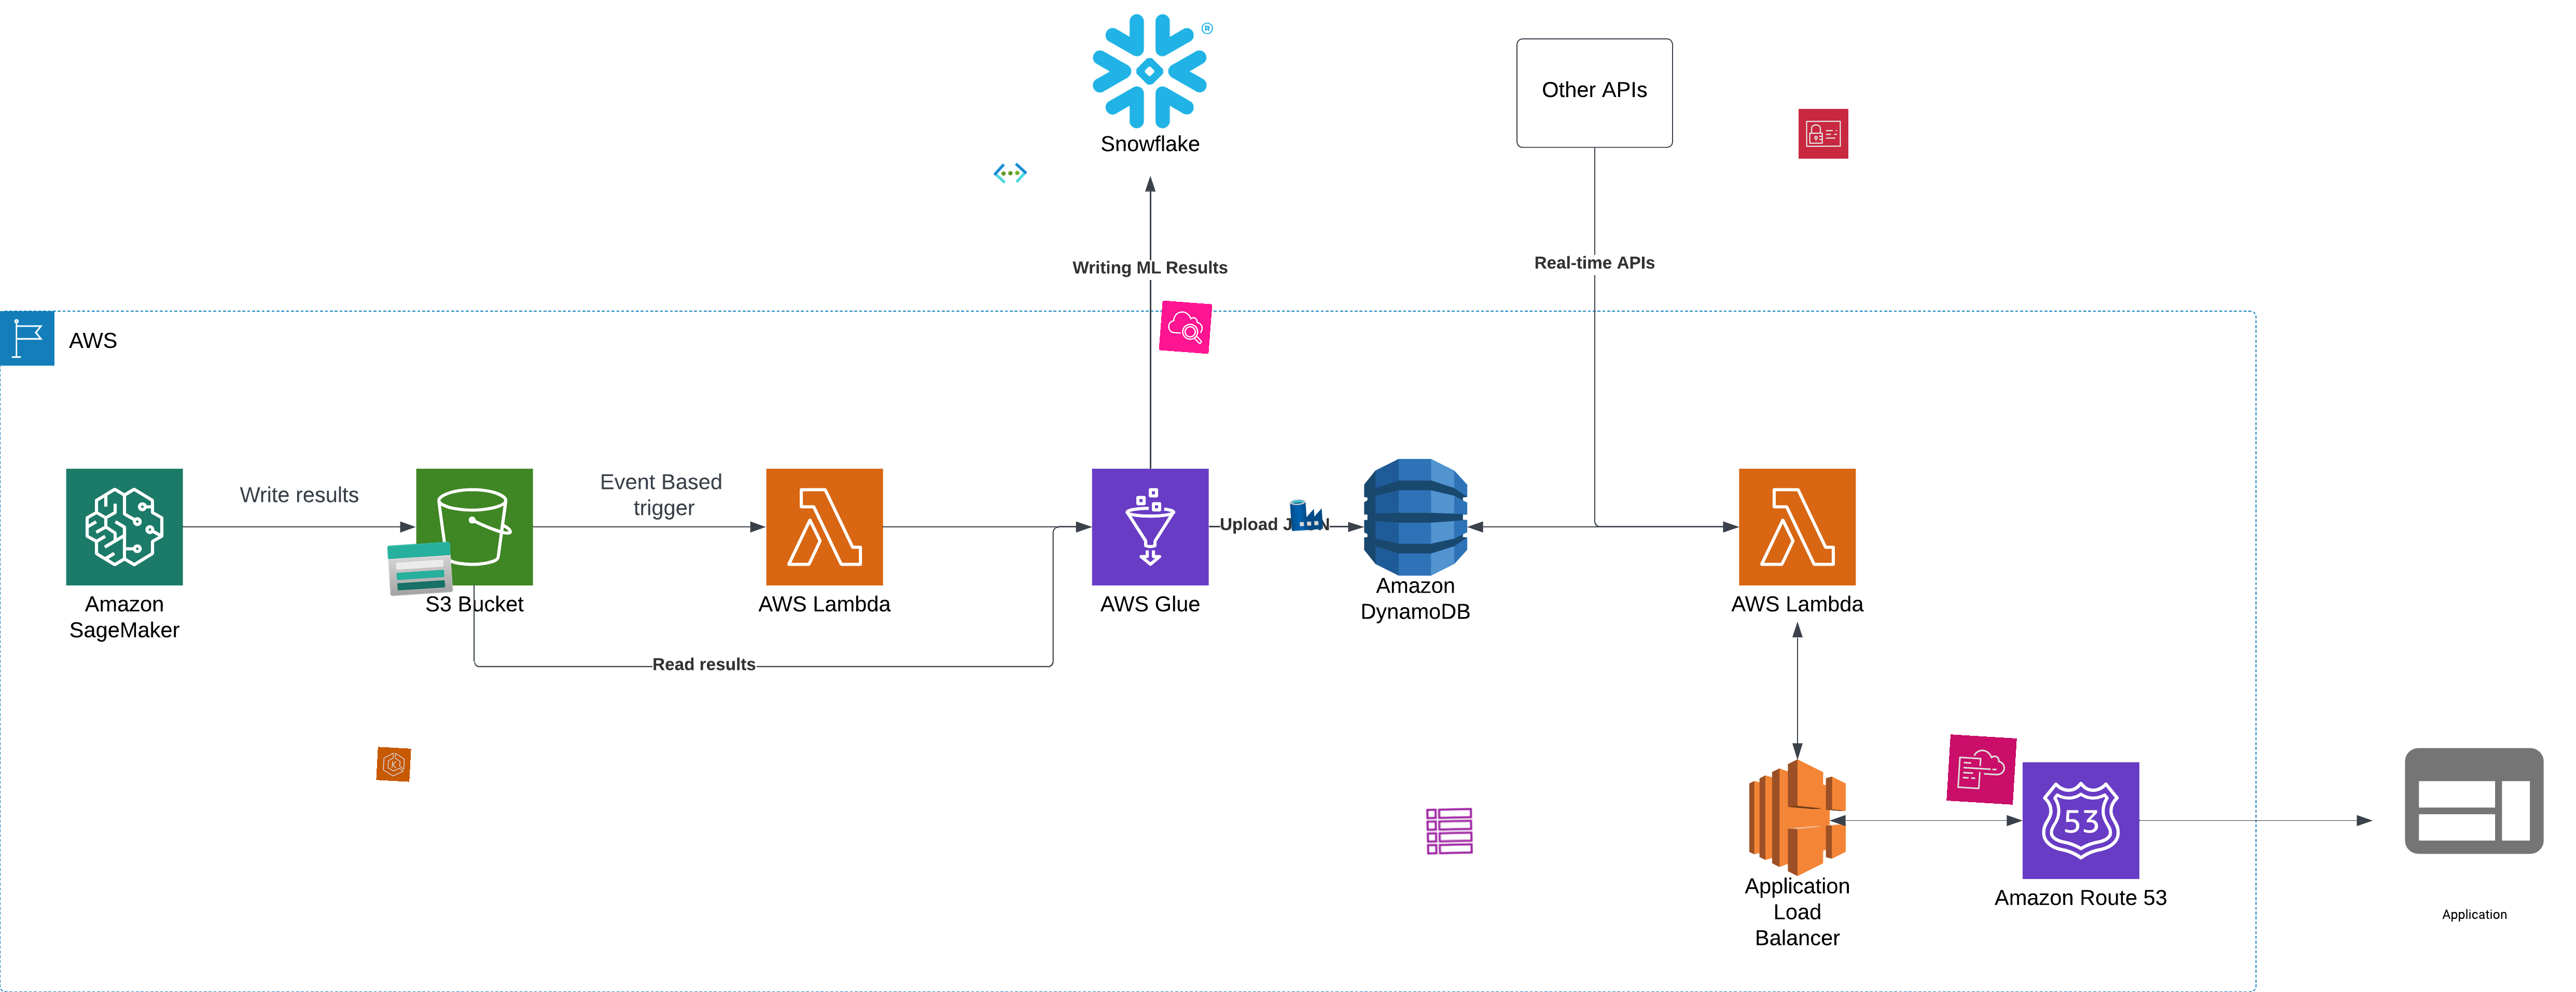 ®
Snowflake
Other APIs
Writing ML Results
Real-time APIs
AWS
Write results
Event Based
trigger
Upload
Amazon
SageMaker
S3 Bucket
AWS Lambda
AWS Glue
Amazon
DynamoDB
AWS Lambda
Read results
K
53
Application
Load
Balancer
Amazon Route 53
Application